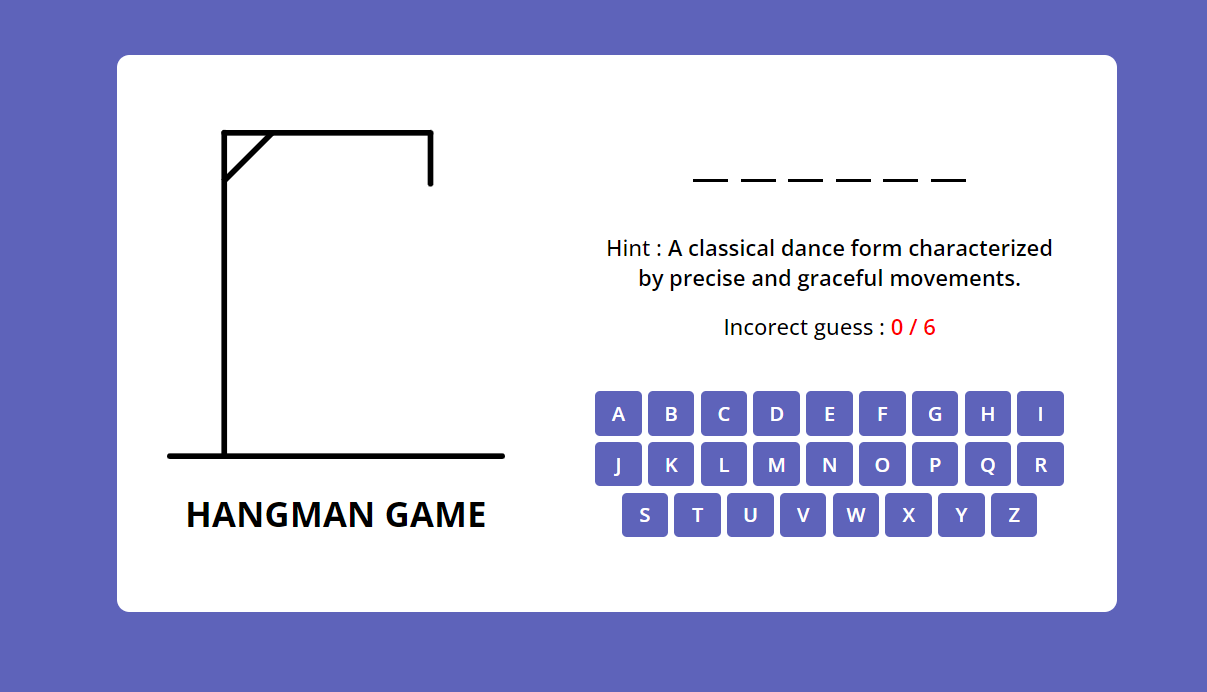 Hint : A classical dance form characterized
by precise and graceful movements.
Incorect guess : 0 / 6
A B C D E F G H I
J K L M N O P Q R
S T U V W X Y Z
HANGMAN GAME